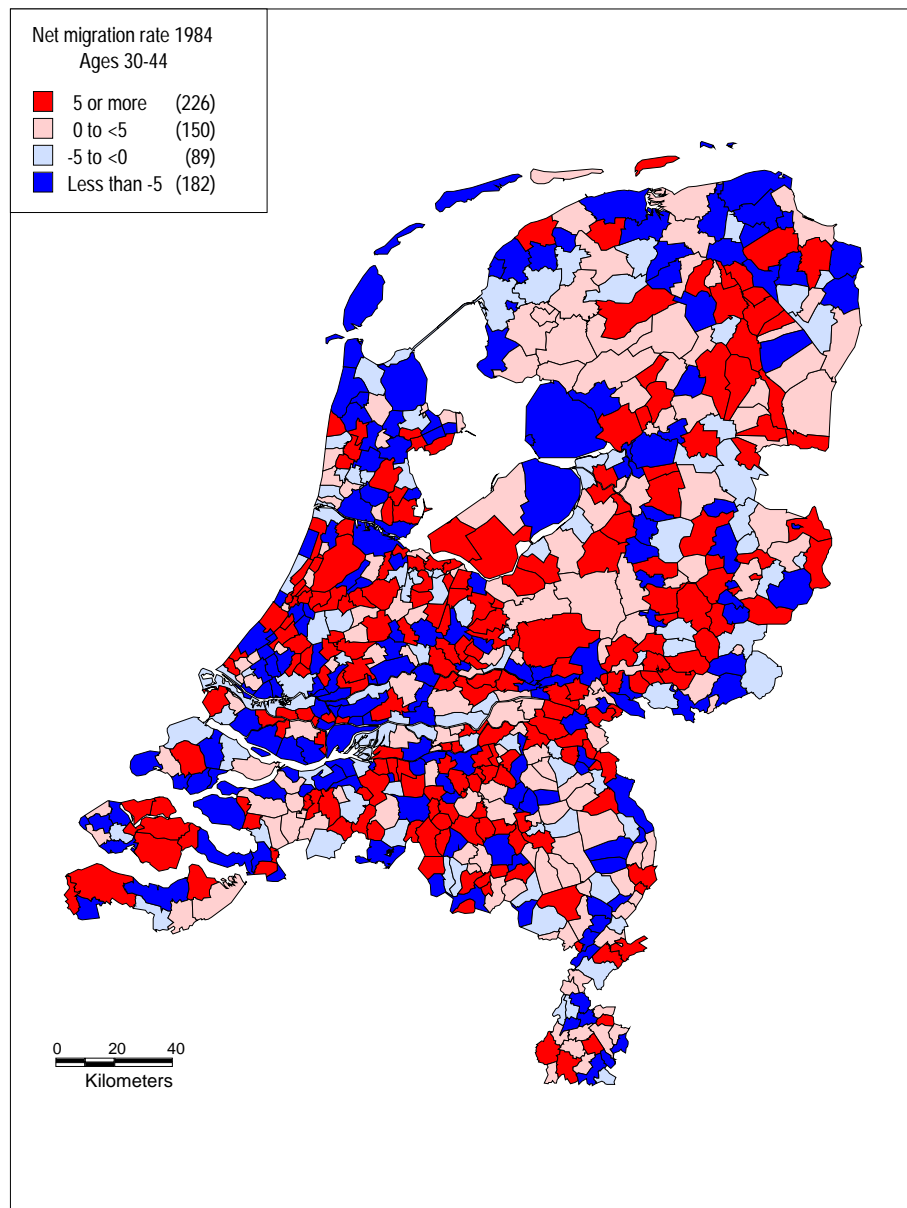 Net migration rate 1984
Ages 30-44
5 or more (226)
0 to <5 (150)
-5 to <0 (89)
Less than -5 (182)
0 20 40
Kilometers